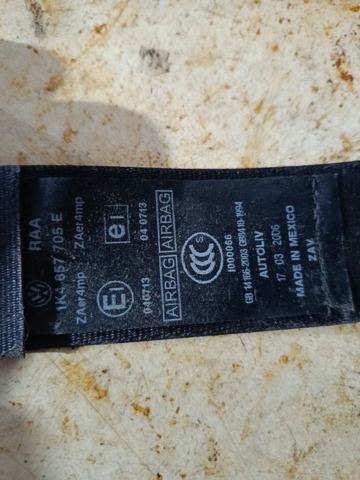 RAA
1K4 857 705 E
ZAer4mp ZAer4mp
E1 e1
040713 04 0713
AIRBAG AIRBAG
CCC S
I000066
GB 14166-2003 GB8410-1994
AUTOLIV
17. 03 2006
MADE IN MEXICO
ZAV